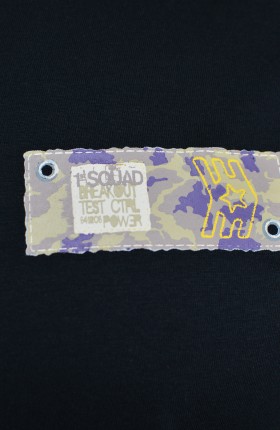 1st SQUAD
BREAKOUT
TEST CTRL
POWER